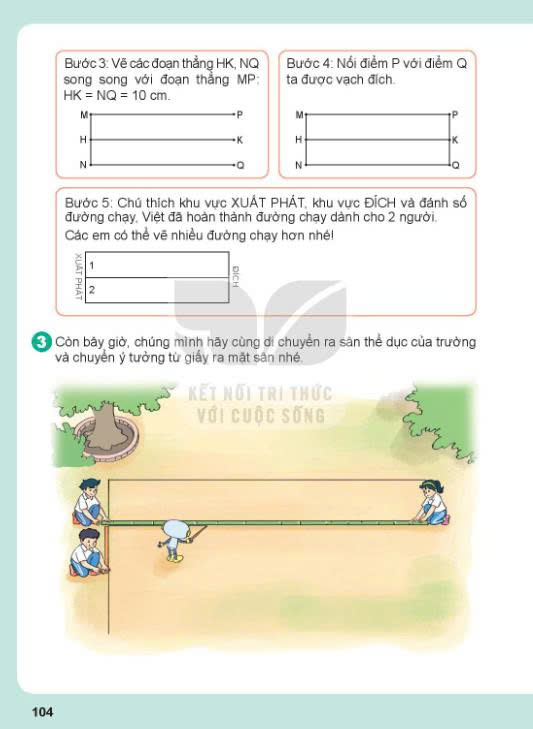 Bước 3: Vẽ các đoạn thẳng HK, NQ
song song với đoạn thẳng MP:
HK = NQ = 10 cm.
M P
H K
N Q
Bước 4: Nối điểm P với điểm Q
ta được vạch đích.
M P
H K
N Q
Bước 5: Chú thích khu vực XUẤT PHÁT, khu vực ĐÍCH và đánh số
đường chạy, Việt đã hoàn thành đường chạy dành cho 2 người.
Các em có thể vẽ nhiều đường chạy hơn nhé!
XUẤT PHÁT
1
2
ĐÍCH
3 Còn bây giờ, chúng mình hãy cùng di chuyển ra sân thể dục của trường
và chuyển ý tưởng từ giấy ra mặt sân nhé.
KẾT NỐI TRI THỨC
VỚI CUỘC SỐNG
104